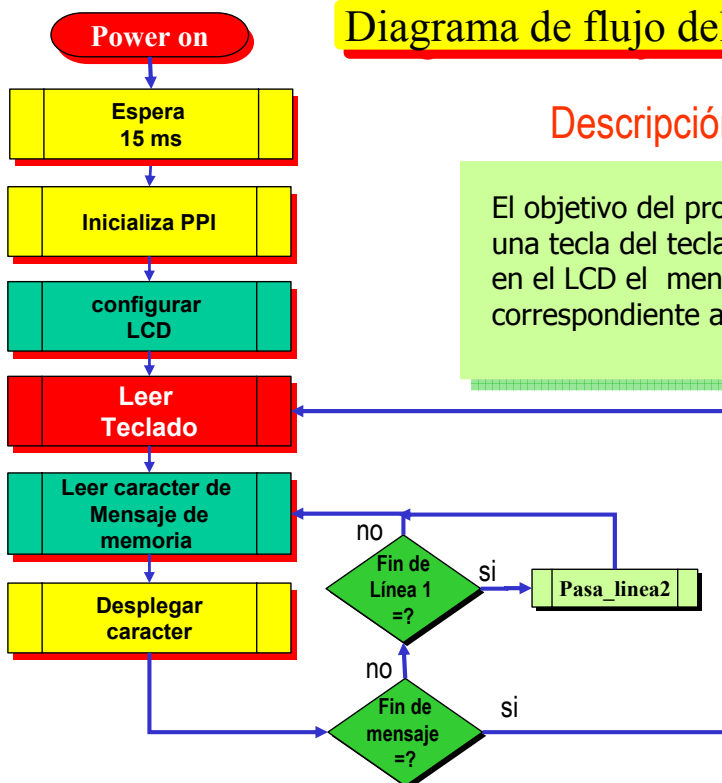 Power on
Diagrama de flujo del
Espera
15 ms
Descripción
Inicializa PPI
El objetivo del pro
una tecla del tecla
en el LCD el men
correspondiente a
configurar
LCD
Leer
Teclado
Leer caracter de
Mensaje de
memoria
Desplegar
caracter
no
Fin de
Línea 1
=?
si
Pasa_linea2
no
Fin de
mensaje
=?
si